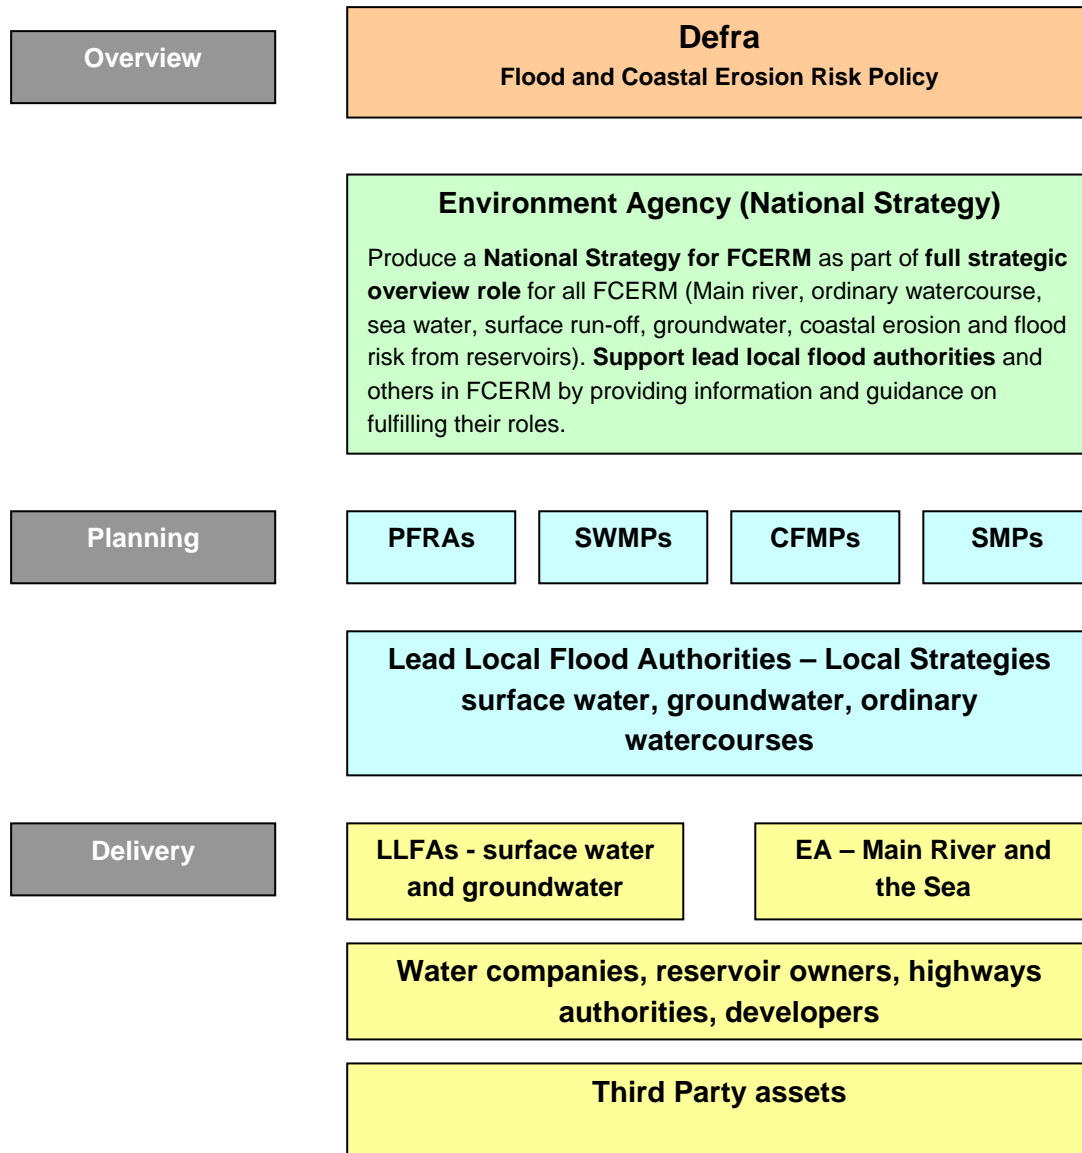 Overview
Defra
Flood and Coastal Erosion Risk Policy
Environment Agency (National Strategy)
Produce a National Strategy for FCERM as part of full strategic
overview role for all FCERM (Main river, ordinary watercourse,
sea water, surface run-off, groundwater, coastal erosion and flood
risk from reservoirs). Support lead local flood authorities and
others in FCERM by providing information and guidance on
fulfilling their roles.
Planning
PFRAs
SWMPs
CFMPs
SMPs
Lead Local Flood Authorities – Local Strategies
surface water, groundwater, ordinary
watercourses
Delivery
LLFAs - surface water
and groundwater
EA – Main River and
the Sea
Water companies, reservoir owners, highways
authorities, developers
Third Party assets